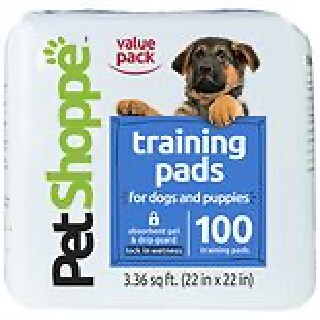 PetShoppe™
value
pack
training
pads
for dogs and puppies
absorbent gel
& drip guard
lock in wetness
100
training pads
3.36 sq ft. (22 in x 22 in)